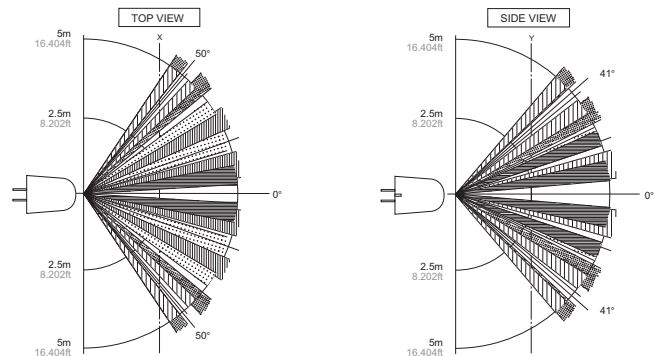 TOP VIEW
5m
16.404ft
X
50°
2.5m
8.202ft
0°
2.5m
8.202ft
50°
5m
16.404ft
SIDE VIEW
5m
16.404ft
Y
41°
2.5m
8.202ft
0°
2.5m
8.202ft
41°
5m
16.404ft